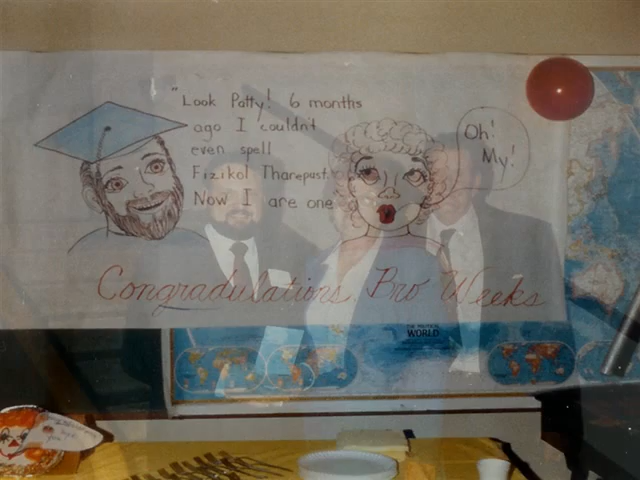 "Look Patty! 6 months
ago I couldn't
even spell
Fizikol Tharepust.
Now I are one
Oh!
My!
Congradulations, Bro Weeks
WORLD